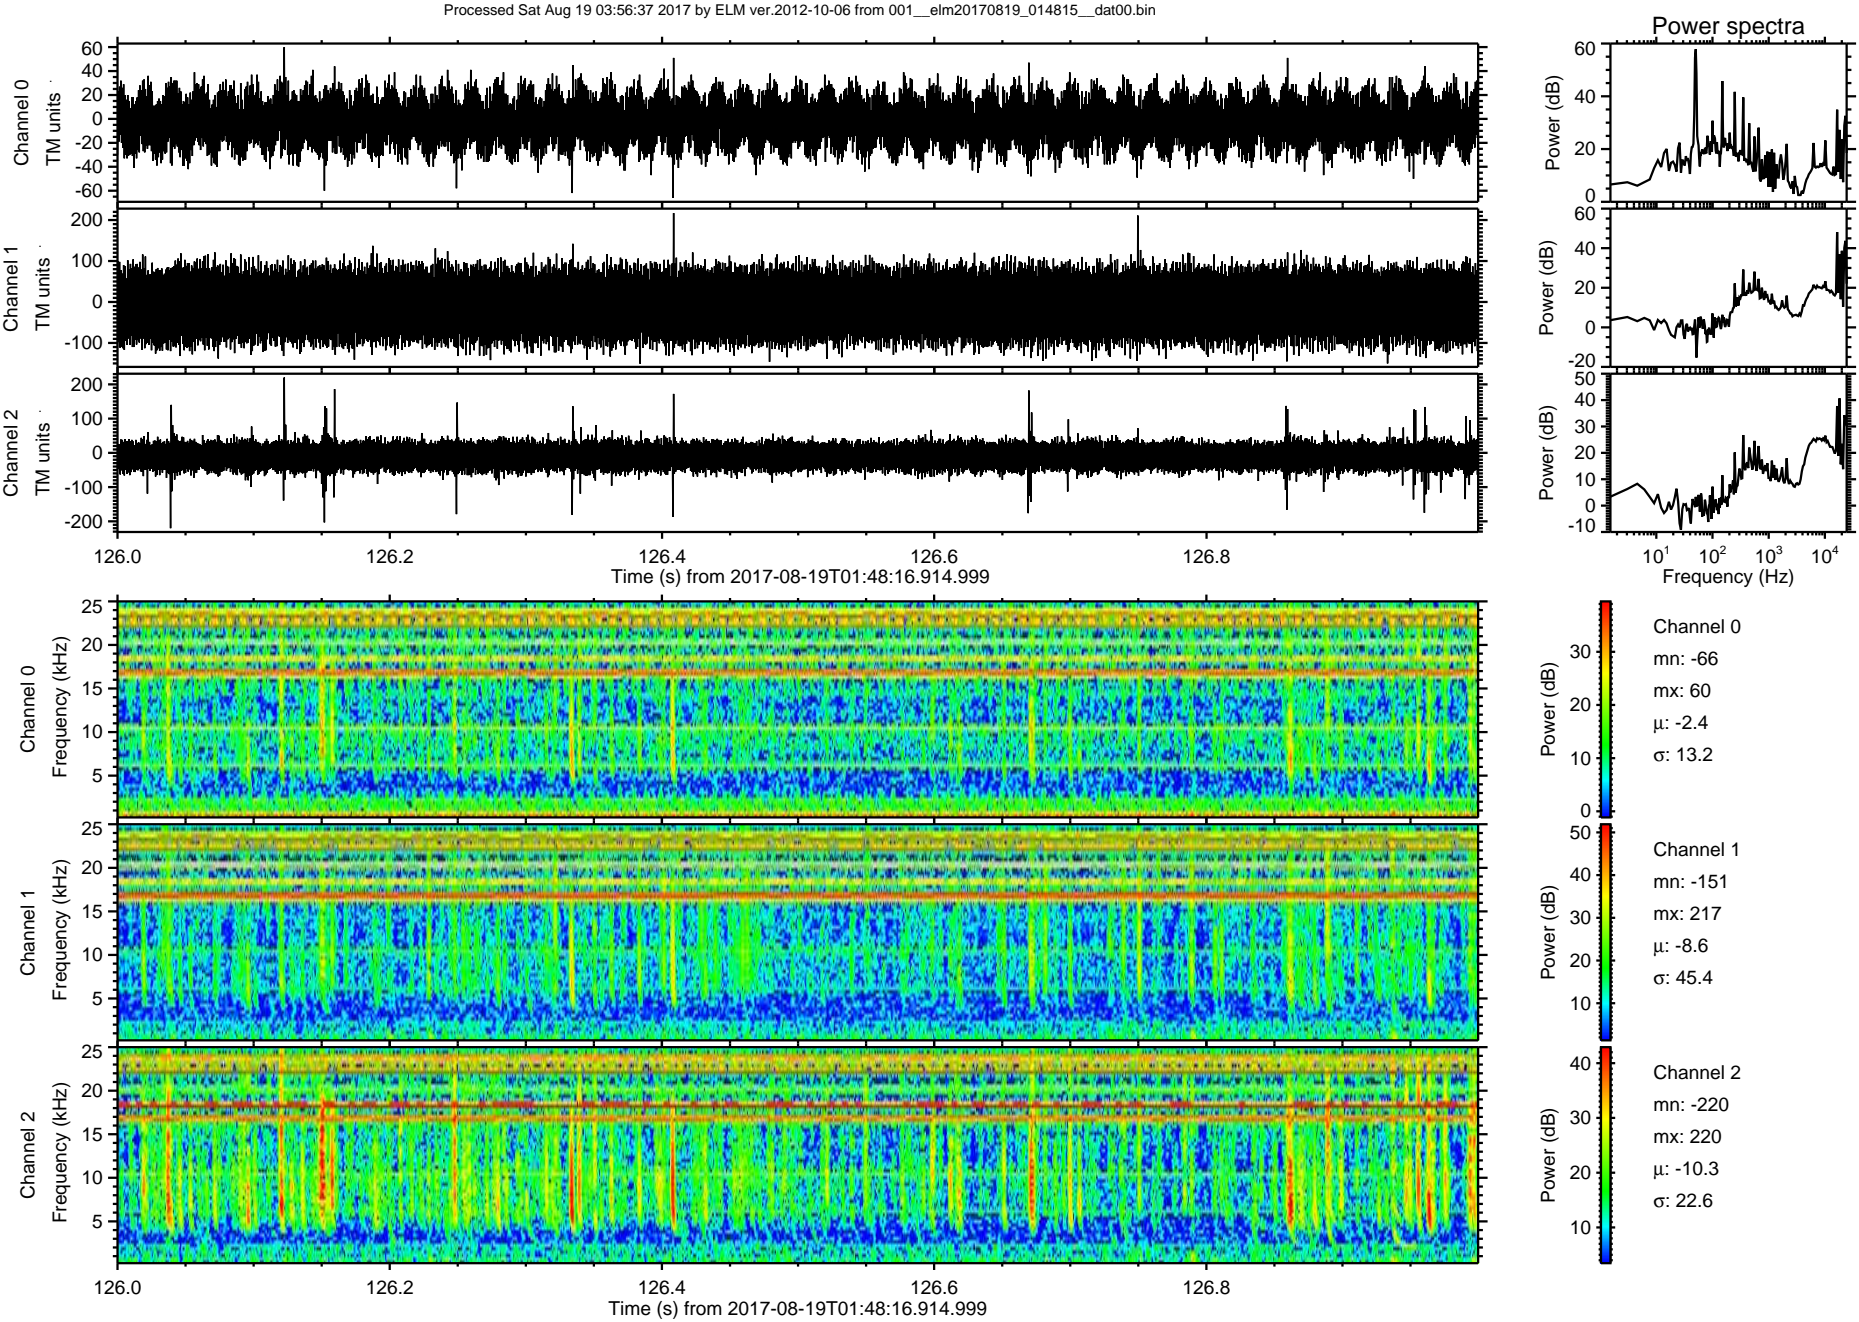 Processed Sat Aug 19 03:56:37 2017 by ELM ver.2012-10-06 from 001__elm20170819_014815__dat00.bin
Power spectra
Channel 0
TM units
60
40
20
0
-20
-40
-60
Power (dB)
60
40
20
0
Channel 1
TM units
200
100
0
-100
Power (dB)
60
40
20
0
-20
Channel 2
TM units
200
100
0
-100
-200
Power (dB)
50
40
30
20
10
0
-10
126.0 126.2 126.4 126.6 126.8
Time (s) from 2017-08-19T01:48:16.914.999
10¹ 10² 10³ 10⁴
Frequency (Hz)
Channel 0
Frequency (kHz)
25
20
15
10
5
Power (dB)
30
20
10
0
Channel 0
mn: -66
mx: 60
μ: -2.4
σ: 13.2
Channel 1
Frequency (kHz)
25
20
15
10
5
Power (dB)
50
40
30
20
10
Channel 1
mn: -151
mx: 217
μ: -8.6
σ: 45.4
Channel 2
Frequency (kHz)
25
20
15
10
5
Power (dB)
40
30
20
10
Channel 2
mn: -220
mx: 220
μ: -10.3
σ: 22.6
126.0 126.2 126.4 126.6 126.8
Time (s) from 2017-08-19T01:48:16.914.999